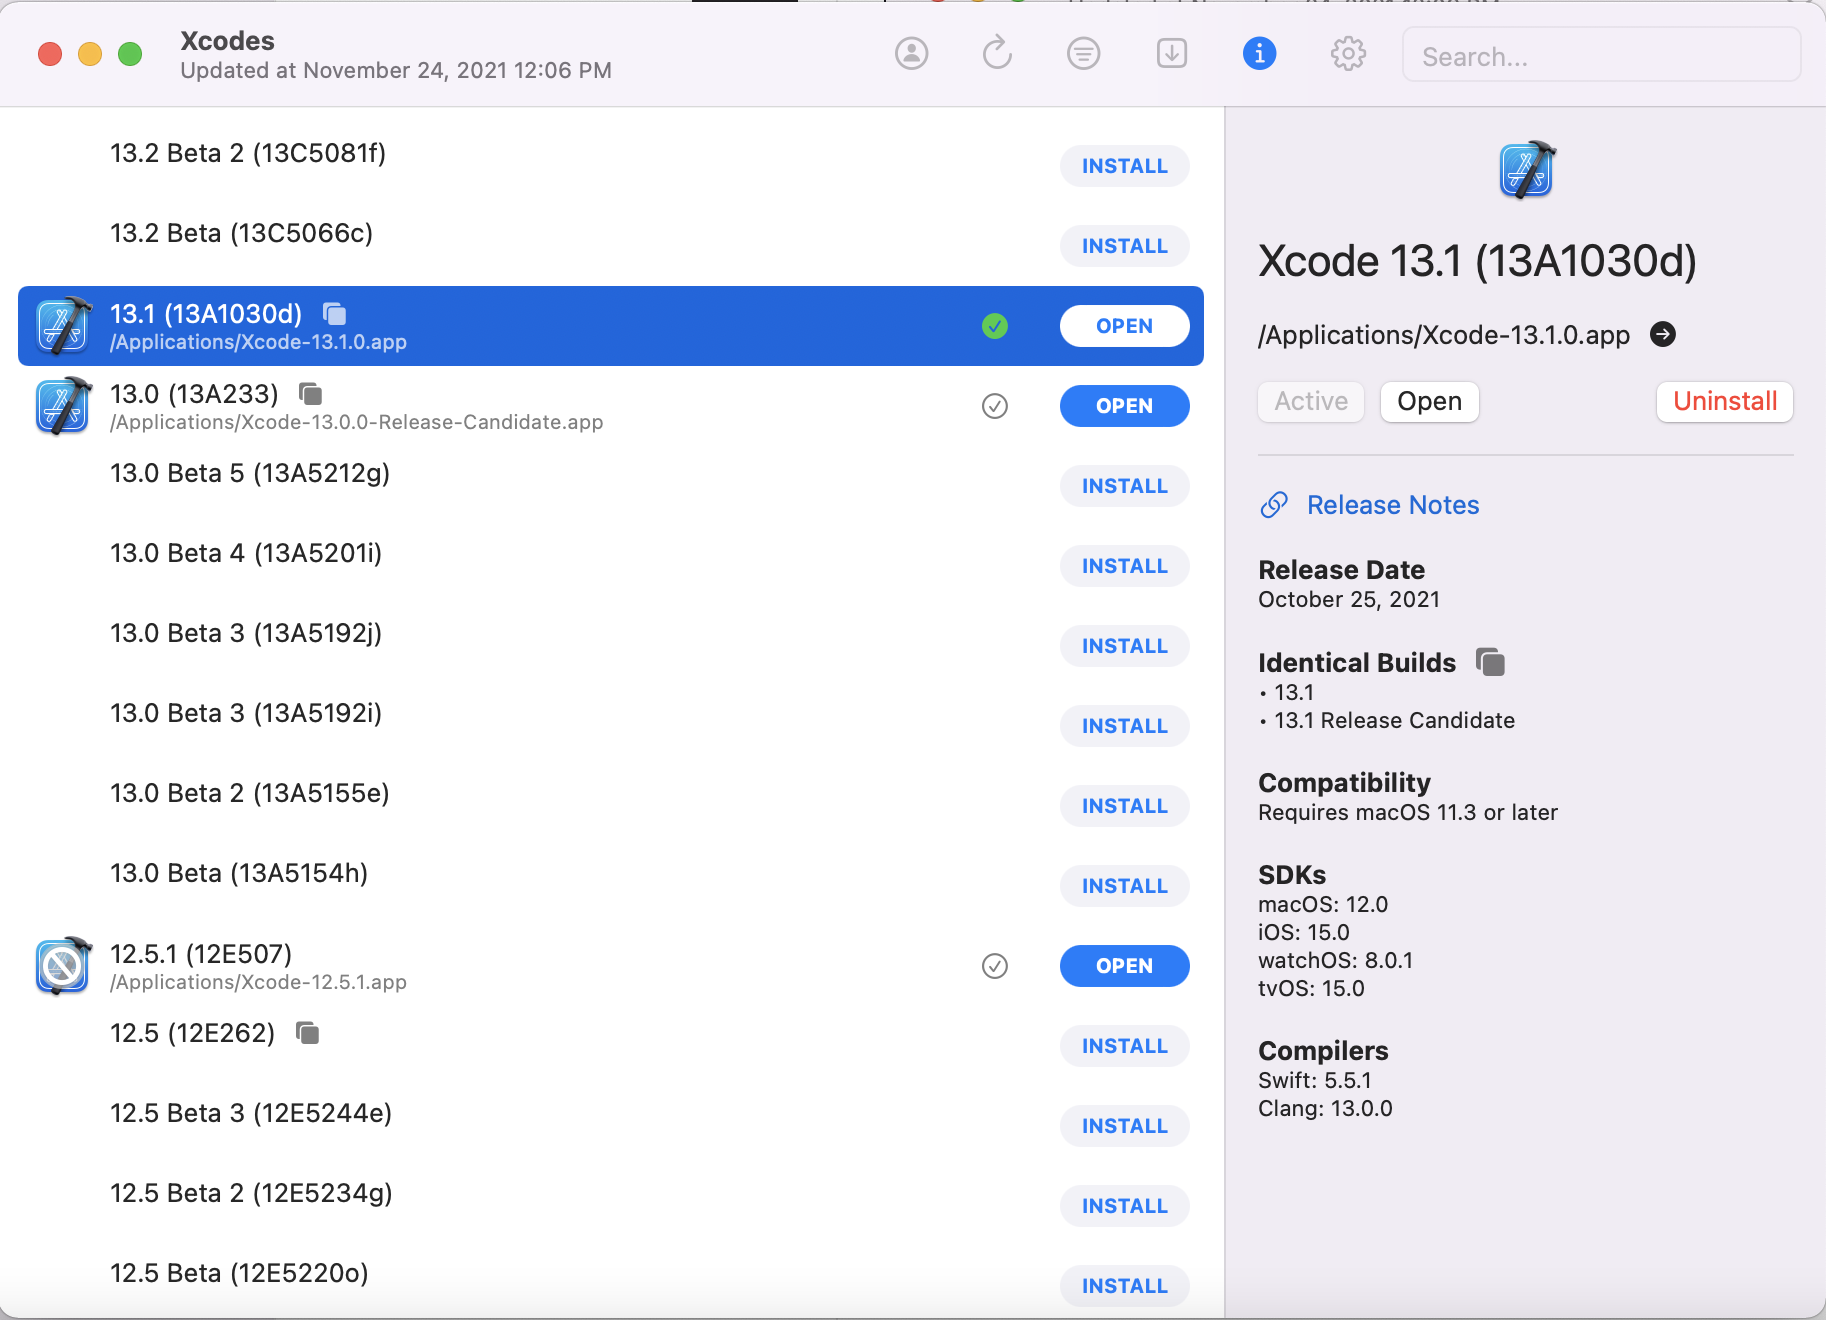 Xcodes
Updated at November 24, 2021 12:06 PM
Search...
13.2 Beta 2 (13C5081f)
INSTALL
13.2 Beta (13C5066c)
INSTALL
13.1 (13A1030d)
/Applications/Xcode-13.1.0.app
OPEN
13.0 (13A233)
/Applications/Xcode-13.0.0-Release-Candidate.app
OPEN
13.0 Beta 5 (13A5212g)
INSTALL
13.0 Beta 4 (13A5201i)
INSTALL
13.0 Beta 3 (13A5192j)
INSTALL
13.0 Beta 3 (13A5192i)
INSTALL
13.0 Beta 2 (13A5155e)
INSTALL
13.0 Beta (13A5154h)
INSTALL
12.5.1 (12E507)
/Applications/Xcode-12.5.1.app
OPEN
12.5 (12E262)
INSTALL
12.5 Beta 3 (12E5244e)
INSTALL
12.5 Beta 2 (12E5234g)
INSTALL
12.5 Beta (12E5220o)
INSTALL
Xcode 13.1 (13A1030d)
/Applications/Xcode-13.1.0.app
Active Open Uninstall
Release Notes
Release Date
October 25, 2021
Identical Builds
• 13.1
• 13.1 Release Candidate
Compatibility
Requires macOS 11.3 or later
SDKs
macOS: 12.0
iOS: 15.0
watchOS: 8.0.1
tvOS: 15.0
Compilers
Swift: 5.5.1
Clang: 13.0.0